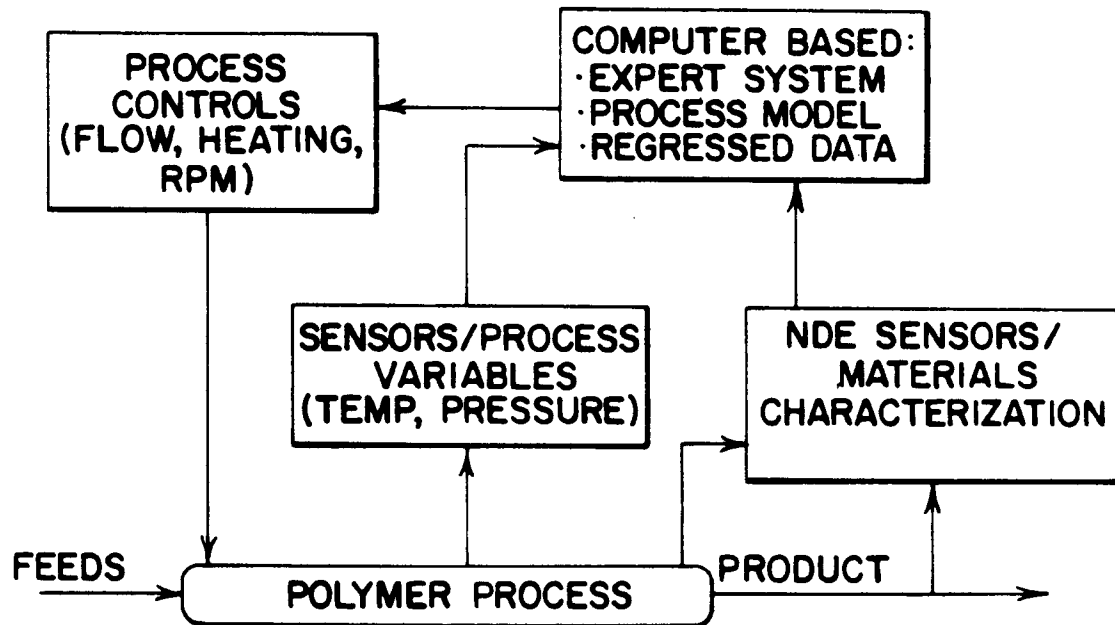 PROCESS
CONTROLS
(FLOW, HEATING,
RPM)
COMPUTER BASED:
·EXPERT SYSTEM
·PROCESS MODEL
·REGRESSED DATA
SENSORS/PROCESS
VARIABLES
(TEMP, PRESSURE)
NDE SENSORS/
MATERIALS
CHARACTERIZATION
FEEDS
POLYMER PROCESS
PRODUCT